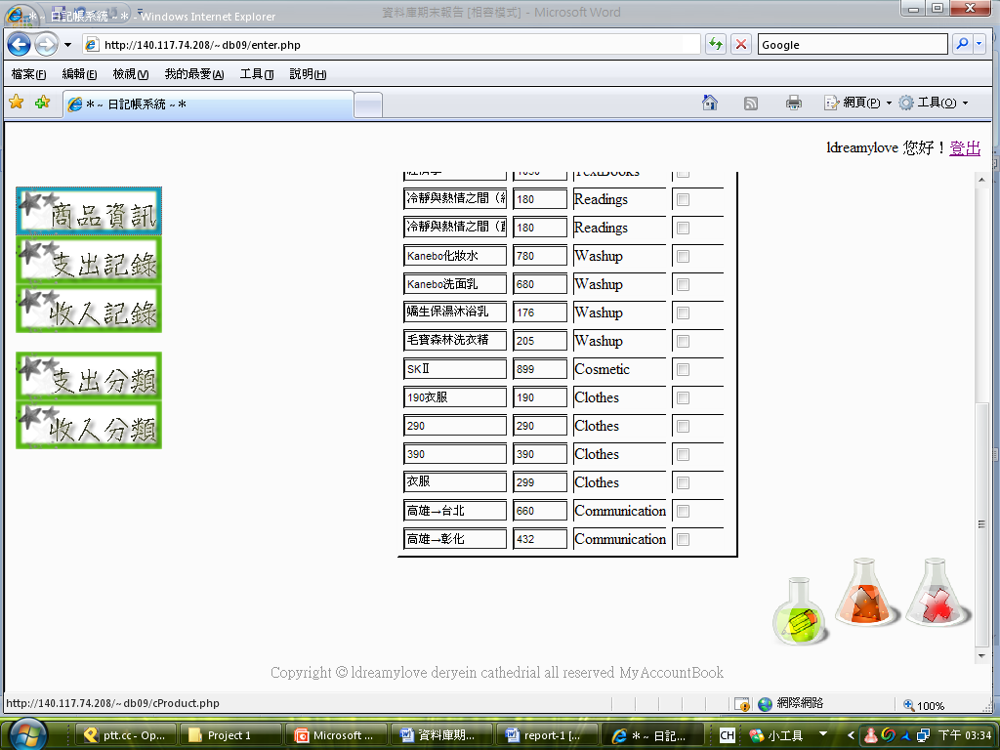 資料庫期末報告 [相容模式] - Microsoft Word
＊~ 日記帳系統 ~＊ - Windows Internet Explorer
http://140.117.74.208/~db09/enter.php
Google
檔案(F) 編輯(E) 檢視(V) 我的最愛(A) 工具(T) 說明(H)
＊~ 日記帳系統 ~＊
網頁(P) 工具(O)
ldreamylove 您好！登出
商品資訊
支出記錄
收入記錄
支出分類
收入分類
TextBooks
冷靜與熱情之間 180 Readings
冷靜與熱情之間 180 Readings
Kanebo化妝水 780 Washup
Kanebo洗面乳 680 Washup
嬌生保濕沐浴乳 176 Washup
毛寶森林洗衣精 205 Washup
SKⅡ 899 Cosmetic
190衣服 190 Clothes
290 290 Clothes
390 390 Clothes
衣服 299 Clothes
高雄→台北 660 Communication
高雄→彰化 432 Communication
Copyright © ldreamylove deryein cathedrial all reserved MyAccountBook
http://140.117.74.208/~db09/cProduct.php
網際網路
100%
ptt.cc - Op...
Project 1
Microsoft ...
資料庫期...
report-1 [...
＊~ 日記...
CH
小工具
下午 03:34